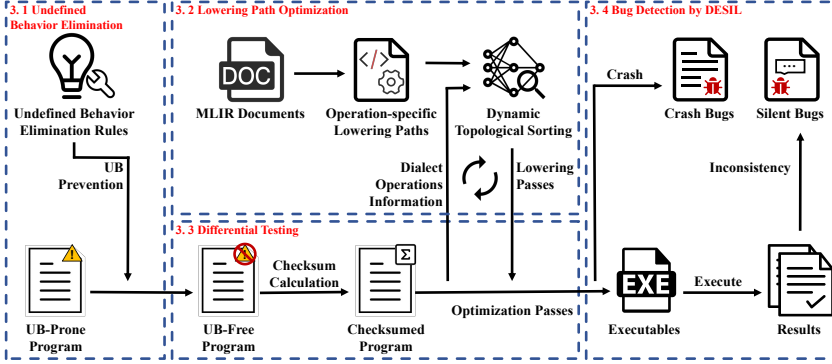 3. 1 Undefined
Behavior Elimination
Undefined Behavior
Elimination Rules
UB
Prevention
UB-Prone
Program
3. 2 Lowering Path Optimization
DOC
MLIR Documents
</>
Operation-specific
Lowering Paths
Dynamic
Topological Sorting
Dialect
Operations
Information
Lowering
Passes
3. 3 Differential Testing
UB-Free
Program
Checksum
Calculation
Σ
Checksumed
Program
Optimization Passes
3. 4 Bug Detection by DESIL
Crash
Crash Bugs
Silent Bugs
Inconsistency
EXE
Executables
Execute
Results